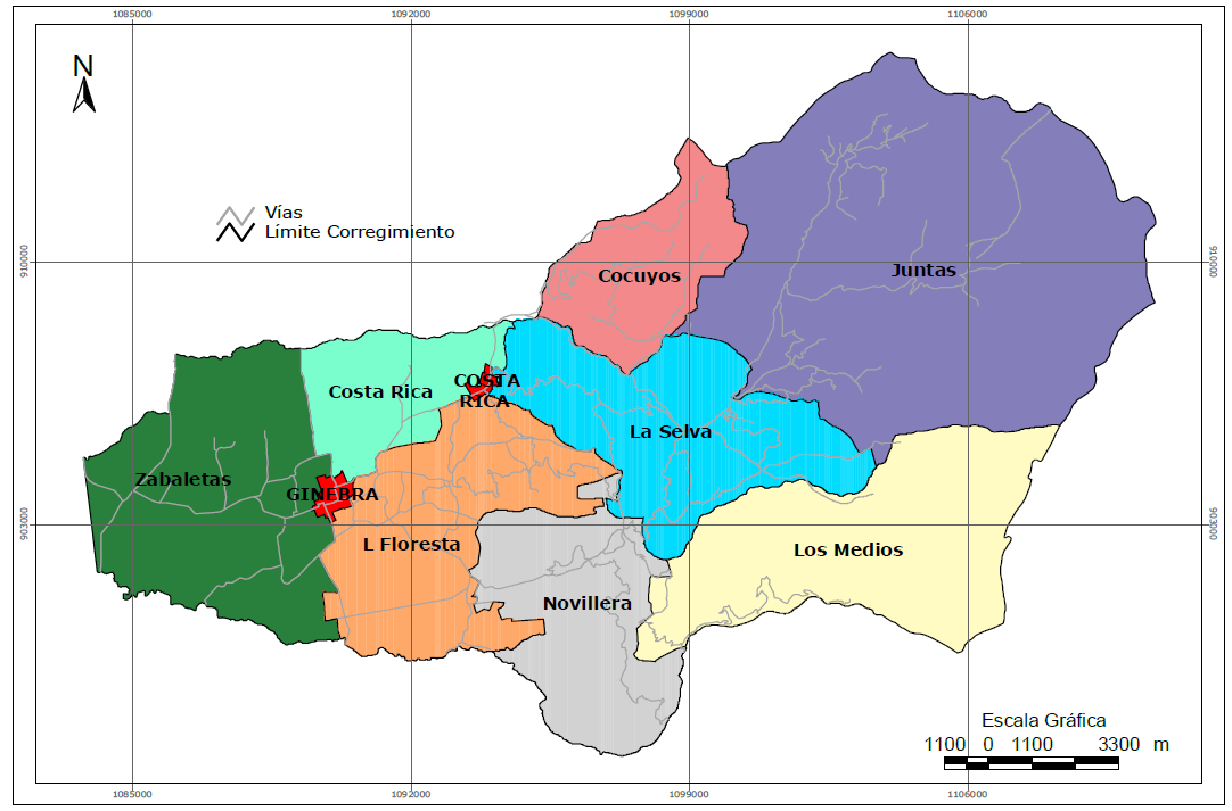 1085000 1092000 1099000 1106000
N
Vías
Límite Corregimiento
910000 910000
Cocuyos
Juntas
Costa Rica
COSTA
RICA
La Selva
Zabaletas
GINEBRA
903000 903000
L Floresta
Los Medios
Novillera
Escala Gráfica
1100 0 1100 3300 m
1085000 1092000 1099000 1106000